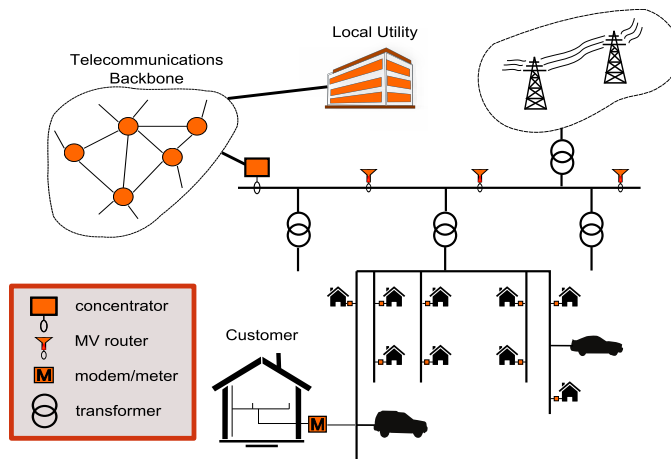 Telecommunications
Backbone
Local Utility
concentrator
MV router
M
modem/meter
transformer
Customer
M